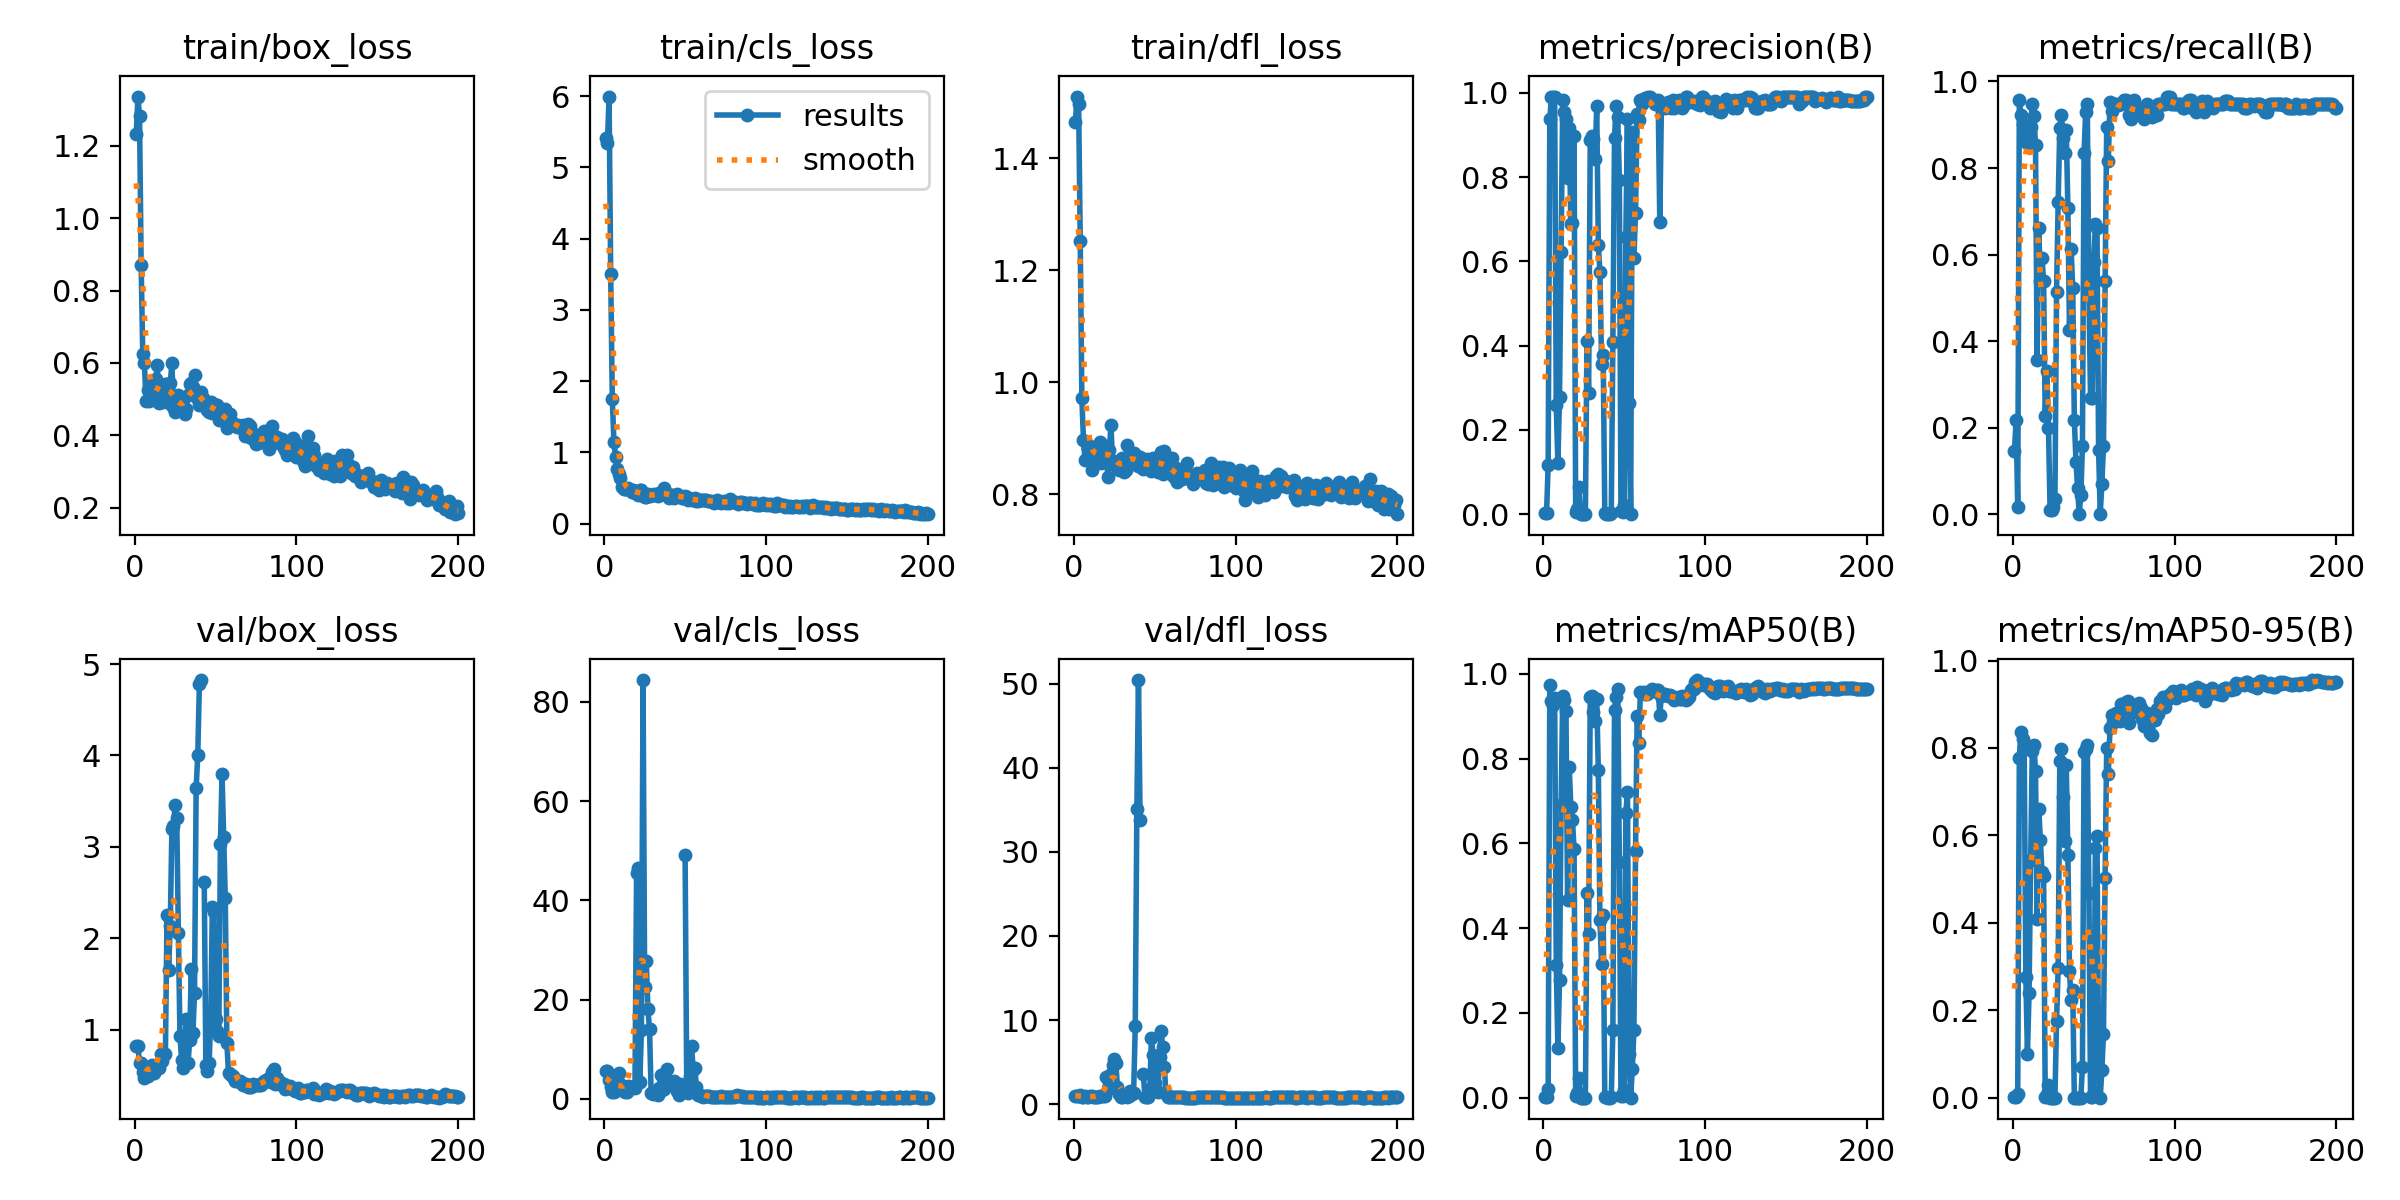 train/box_loss
train/cls_loss
train/dfl_loss
metrics/precision(B)
metrics/recall(B)
1.2
1.0
0.8
0.6
0.4
0.2
0 100 200
6
5
4
3
2
1
0
results
smooth
0 100 200
1.4
1.2
1.0
0.8
0 100 200
1.0
0.8
0.6
0.4
0.2
0.0
0 100 200
1.0
0.8
0.6
0.4
0.2
0.0
0 100 200
val/box_loss
val/cls_loss
val/dfl_loss
metrics/mAP50(B)
metrics/mAP50-95(B)
5
4
3
2
1
0 100 200
80
60
40
20
0
0 100 200
50
40
30
20
10
0
0 100 200
1.0
0.8
0.6
0.4
0.2
0.0
0 100 200
1.0
0.8
0.6
0.4
0.2
0.0
0 100 200